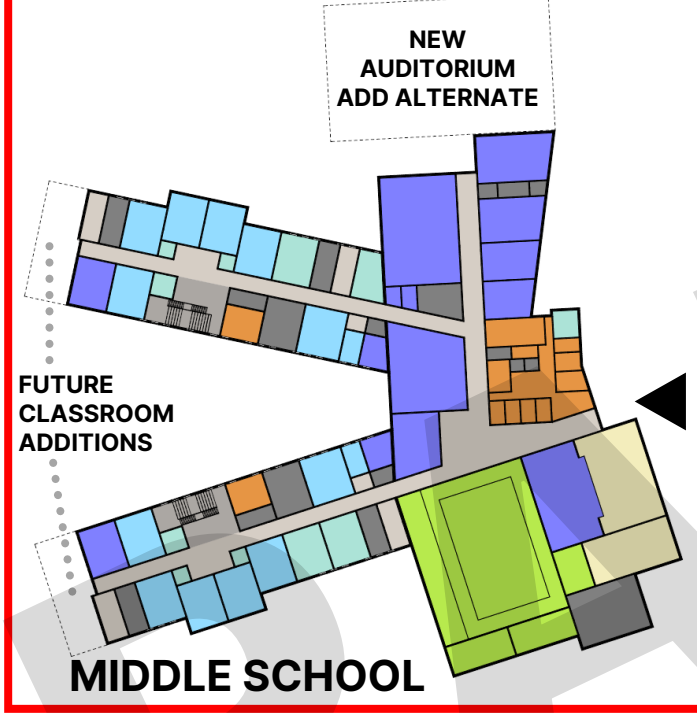 NEW
AUDITORIUM
ADD ALTERNATE
FUTURE
CLASSROOM
ADDITIONS
MIDDLE SCHOOL